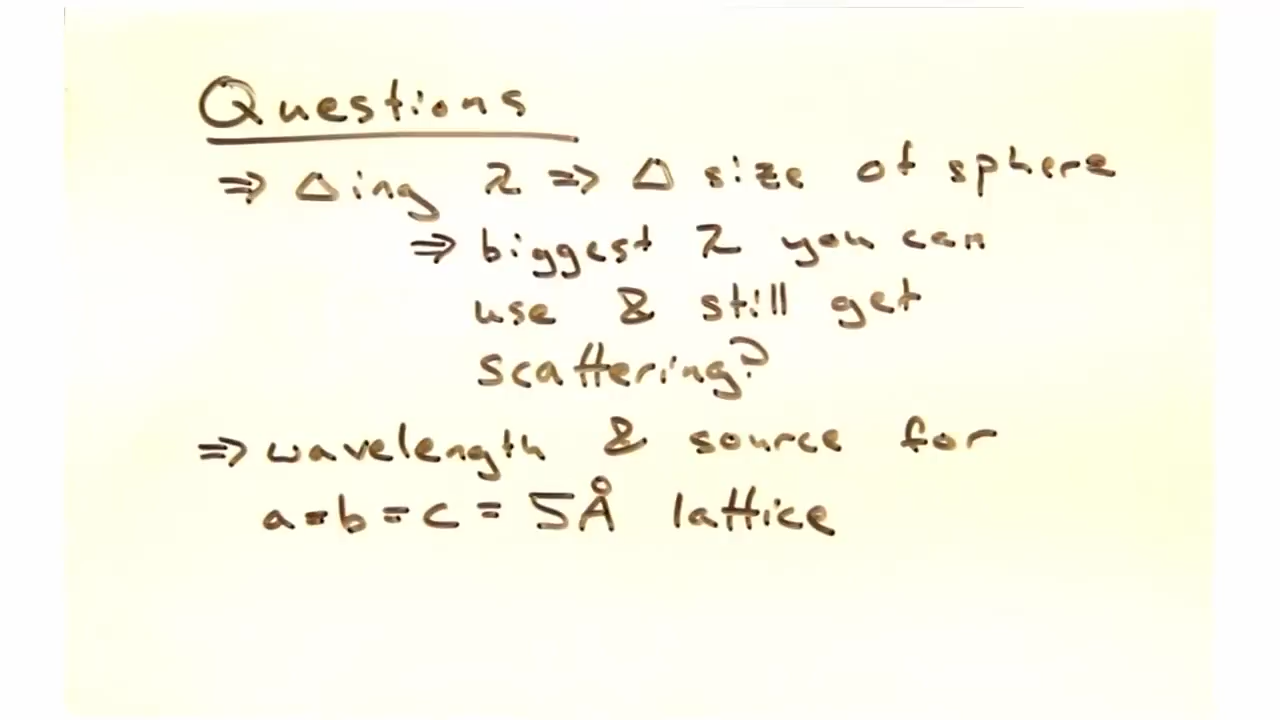 Questions
⇒ Δing λ ⇒ Δ size of sphere
⇒ biggest λ you can
use & still get
scattering?
⇒ wavelength & source for
a=b=c=5Å lattice